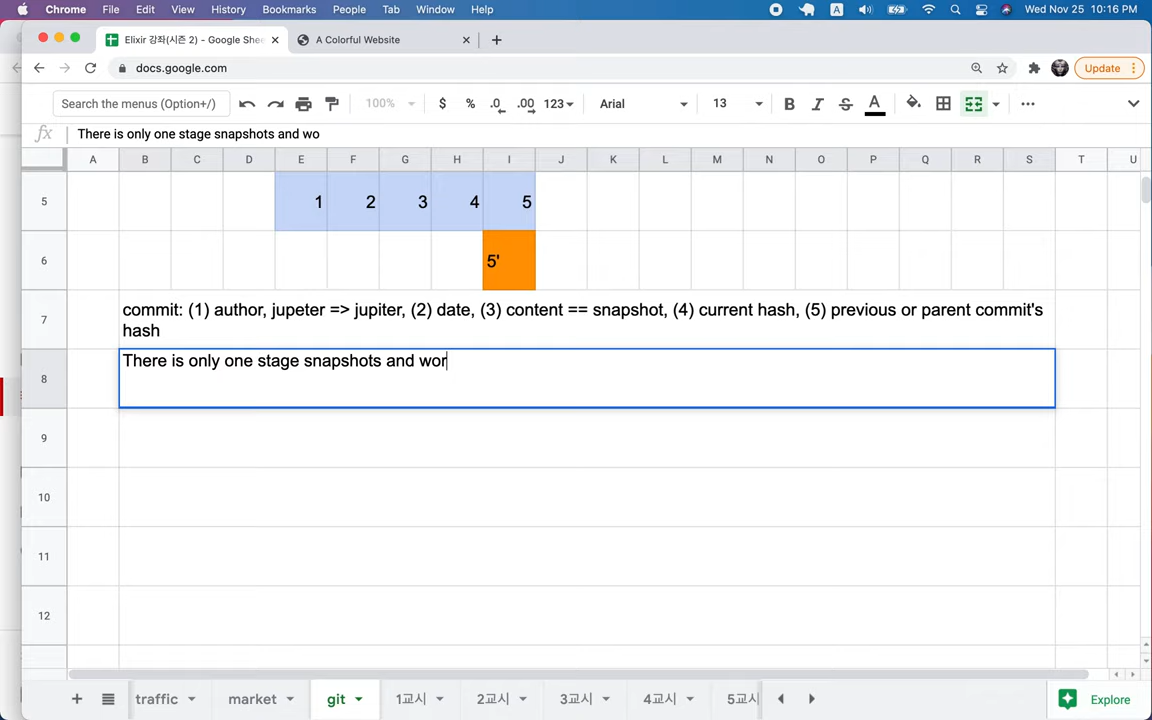 Chrome File Edit View History Bookmarks People Tab Window Help A Wed Nov 25 10:16 PM
Elixir 강좌(시즌 2) - Google Shee A Colorful Website
docs.google.com Update
Search the menus (Option+/) 100% $ % .0 .00 123 Arial 13 B I S A
fx There is only one stage snapshots and wo
A B C D E F G H I J K L M N O P Q R S T U
5 1 2 3 4 5
6 5'
7 commit: (1) author, jupeter => jupiter, (2) date, (3) content == snapshot, (4) current hash, (5) previous or parent commit's
hash
8 There is only one stage snapshots and wor
9
10
11
12
traffic market git 1교시 2교시 3교시 4교시 5교시 Explore